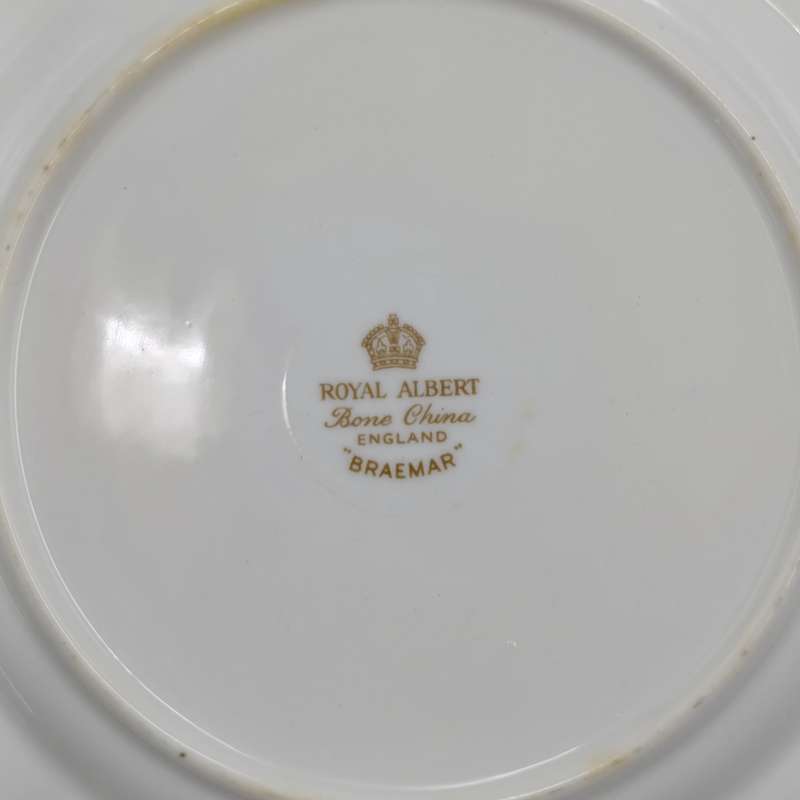 ROYAL ALBERT
Bone China
ENGLAND
"BRAEMAR"